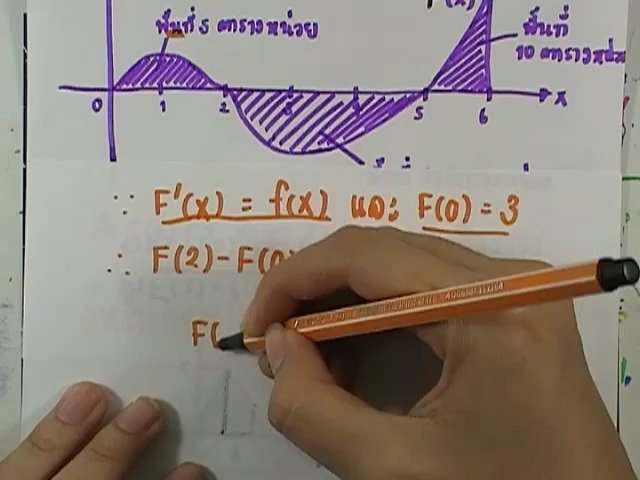 f(x)
พื้นที่ 5 ตารางหน่วย
พื้นที่
10 ตารางหน่วย
0 1 2 3 4 5 6 x
∵ F'(x) = f(x) และ F(0) = 3
∴ F(2) - F(0)
F(